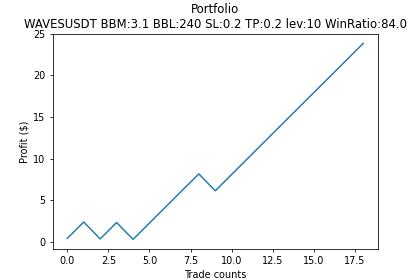 Portfolio
WAVESUSDT BBM:3.1 BBL:240 SL:0.2 TP:0.2 lev:10 WinRatio:84.0
25
20
15
10
5
0
Profit ($)
0.0 2.5 5.0 7.5 10.0 12.5 15.0 17.5
Trade counts